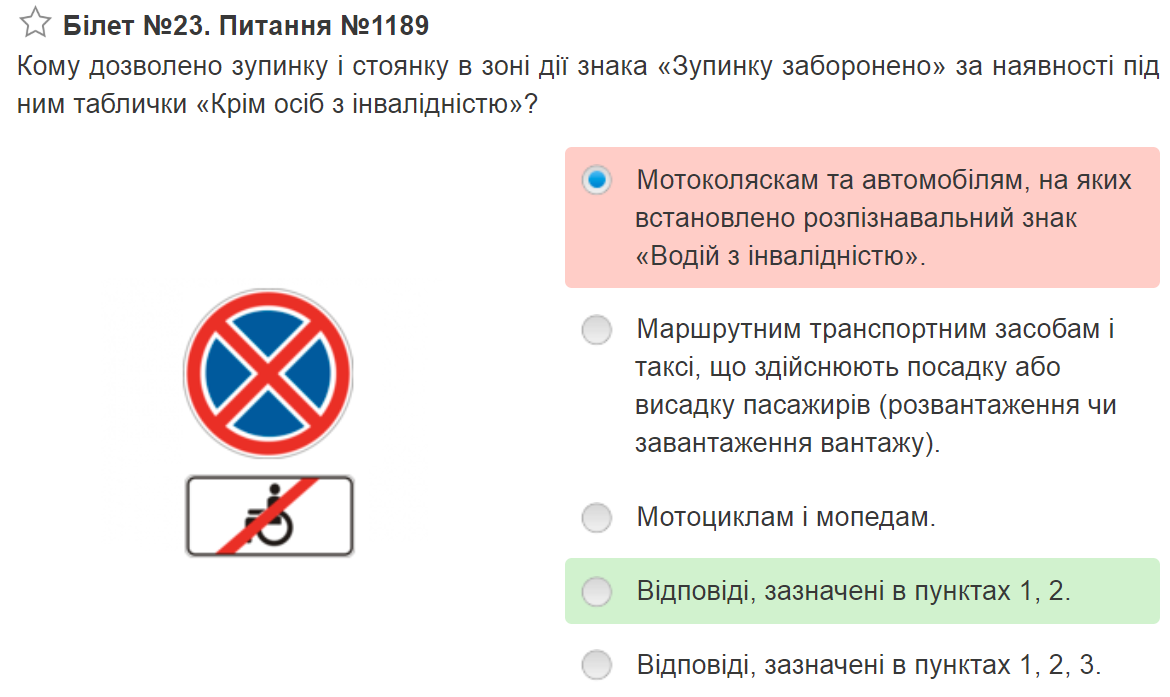 Білет №23. Питання №1189
Кому дозволено зупинку і стоянку в зоні дії знака «Зупинку заборонено» за наявності під
ним таблички «Крім осіб з інвалідністю»?
Мотоколяскам та автомобілям, на яких
встановлено розпізнавальний знак
«Водій з інвалідністю».
Маршрутним транспортним засобам і
таксі, що здійснюють посадку або
висадку пасажирів (розвантаження чи
завантаження вантажу).
Мотоциклам і мопедам.
Відповіді, зазначені в пунктах 1, 2.
Відповіді, зазначені в пунктах 1, 2, 3.